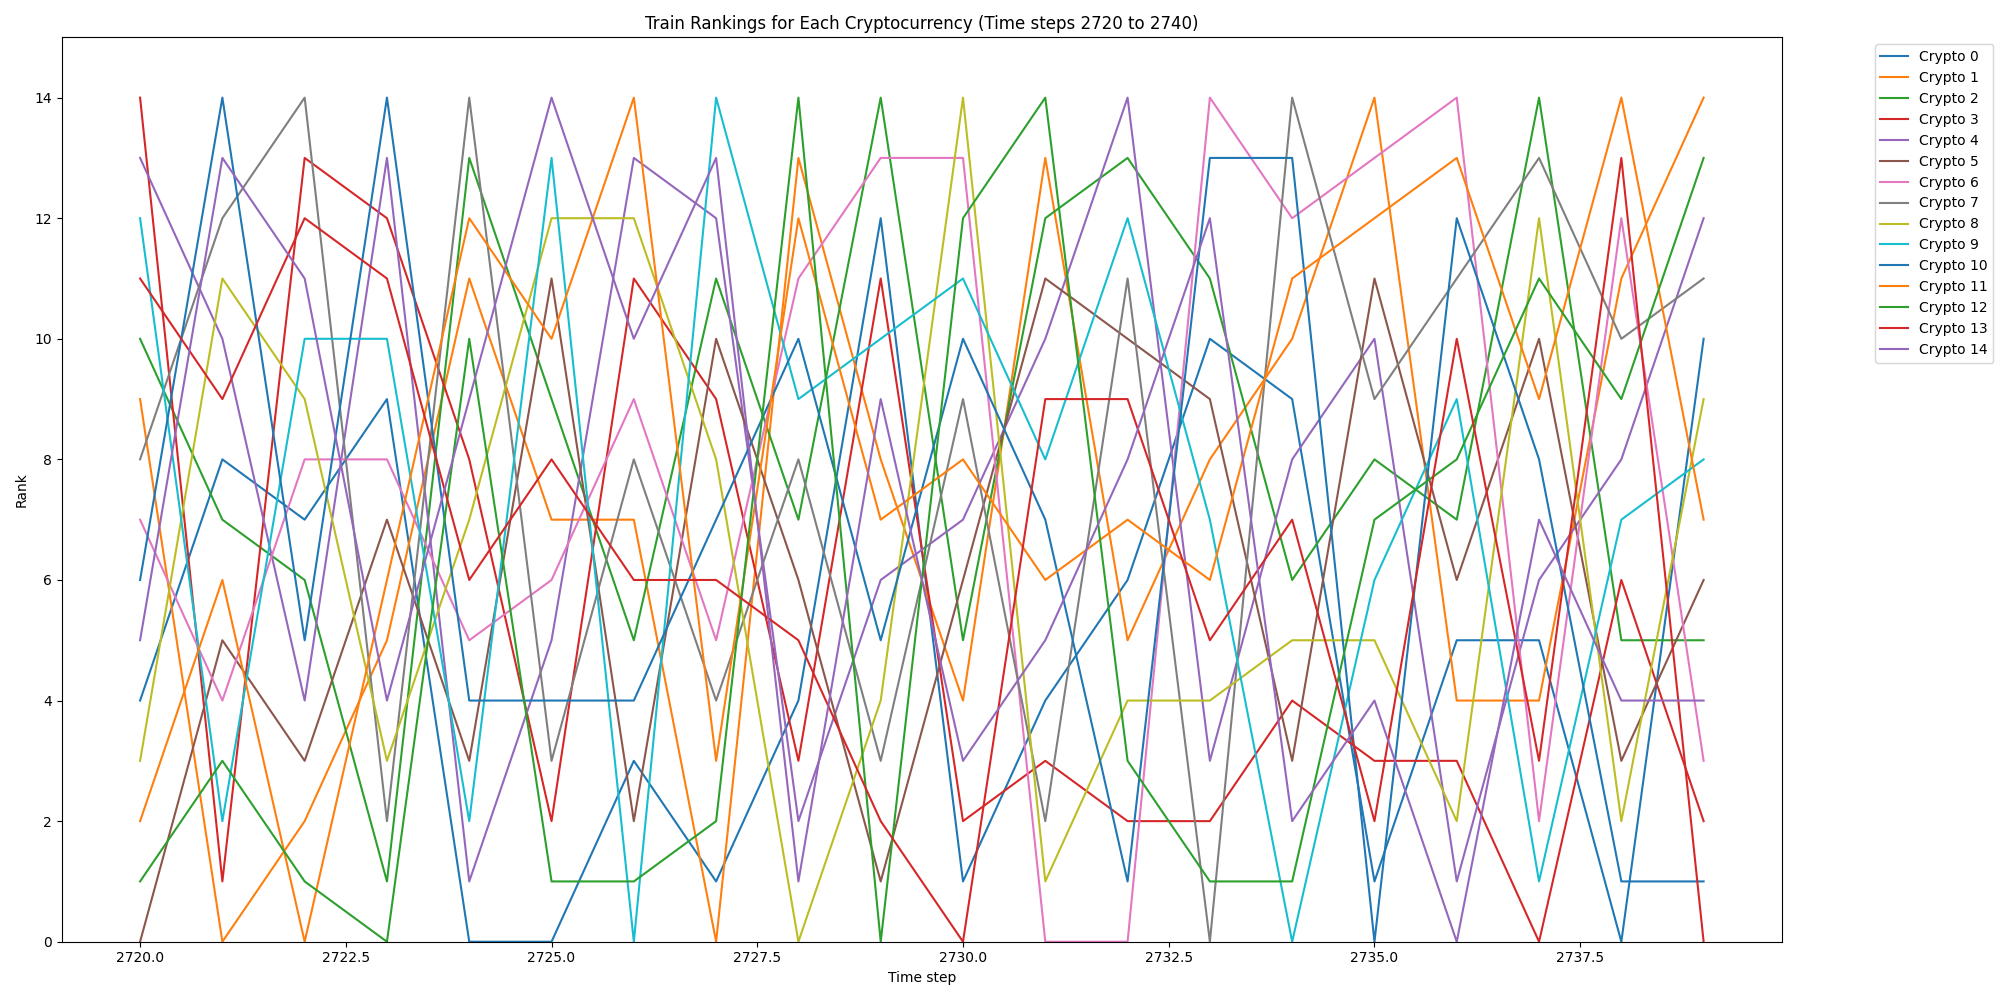 Train Rankings for Each Cryptocurrency (Time steps 2720 to 2740)
Crypto 0
Crypto 1
Crypto 2
Crypto 3
Crypto 4
Crypto 5
Crypto 6
Crypto 7
Crypto 8
Crypto 9
Crypto 10
Crypto 11
Crypto 12
Crypto 13
Crypto 14
Rank
14
12
10
8
6
4
2
0
2720.0 2722.5 2725.0 2727.5 2730.0 2732.5 2735.0 2737.5
Time step